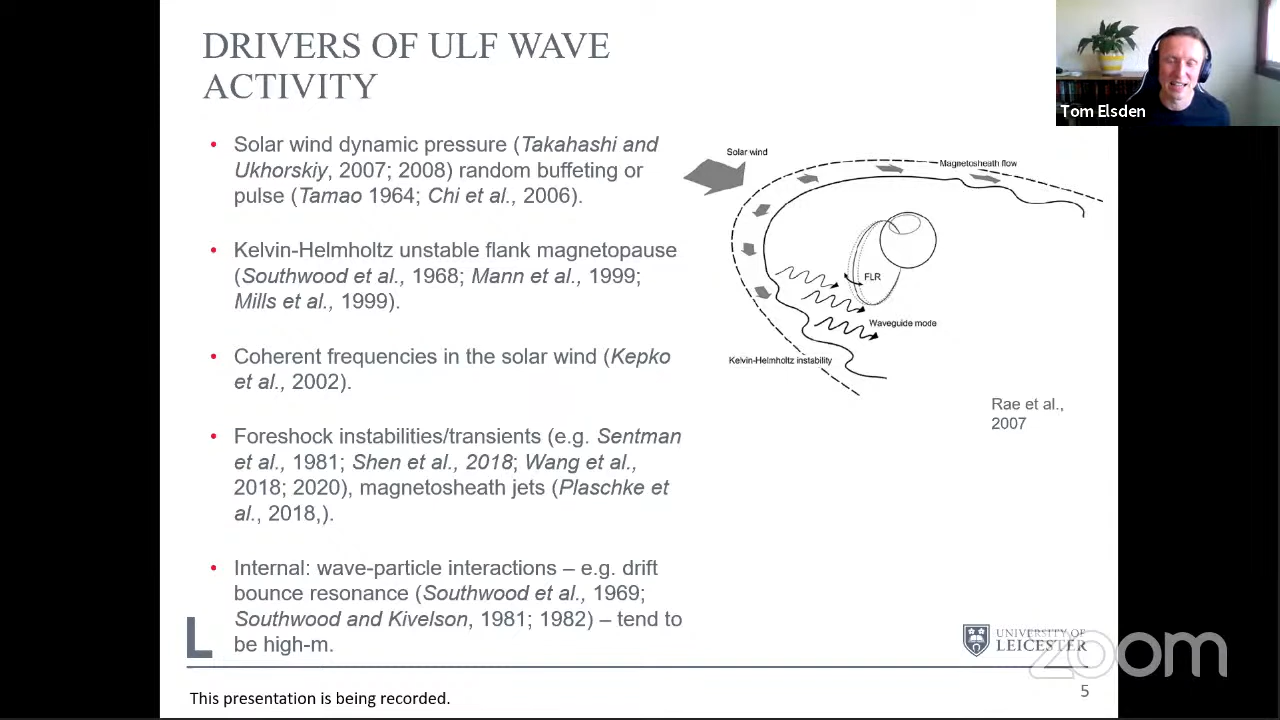 DRIVERS OF ULF WAVE
ACTIVITY
• Solar wind dynamic pressure (Takahashi and
Ukhorskiy, 2007; 2008) random buffeting or
pulse (Tamao 1964; Chi et al., 2006).
• Kelvin-Helmholtz unstable flank magnetopause
(Southwood et al., 1968; Mann et al., 1999;
Mills et al., 1999).
• Coherent frequencies in the solar wind (Kepko
et al., 2002).
• Foreshock instabilities/transients (e.g. Sentman
et al., 1981; Shen et al., 2018; Wang et al.,
2018; 2020), magnetosheath jets (Plaschke et
al., 2018,).
• Internal: wave-particle interactions – e.g. drift
bounce resonance (Southwood et al., 1969;
Southwood and Kivelson, 1981; 1982) – tend to
be high-m.
Tom Elsden
Solar wind
Magnetosheath flow
FLR
Waveguide mode
Kelvin-Helmholtz instability
Rae et al.,
2007
L
UNIVERSITY OF
LEICESTER
zoom
5
This presentation is being recorded.